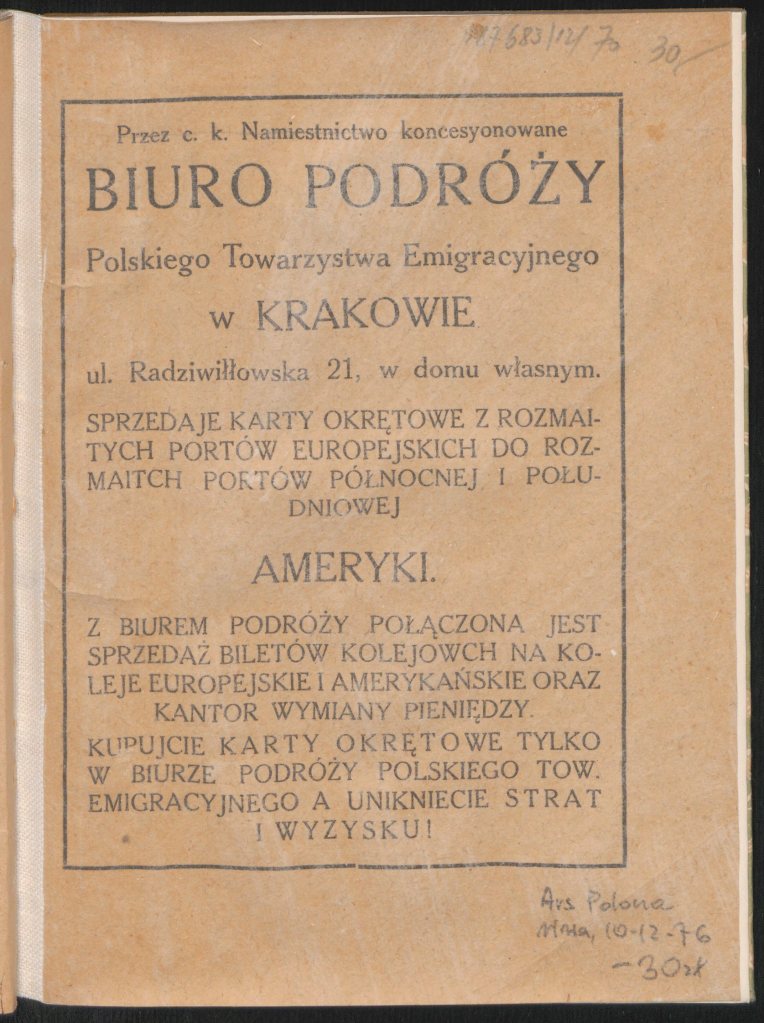 30
Przez c. k. Namiestnictwo koncesyonowane
BIURO PODRÓŻY
Polskiego Towarzystwa Emigracyjnego
w KRAKOWIE
ul. Radziwiłłowska 21, w domu własnym.
SPRZEDAJE KARTY OKRĘTOWE Z ROZMAI-
TYCH PORTÓW EUROPEJSKICH DO ROZ-
MAITCH PORTÓW PÓŁNOCNEJ I POŁU-
DNIOWEJ
AMERYKI.
Z BIUREM PODRÓŻY POŁĄCZONA JEST
SPRZEDAŻ BILETÓW KOLEJOWCH NA KO-
LEJE EUROPEJSKIE I AMERYKAŃSKIE ORAZ
KANTOR WYMIANY PIENIĘDZY.
KUPUJCIE KARTY OKRĘTOWE TYLKO
W BIURZE PODRÓŻY POLSKIEGO TOW.
EMIGRACYJNEGO A UNIKNIECIE STRAT
I WYZYSKU!
Ars Polona
10-12-76
-30zł